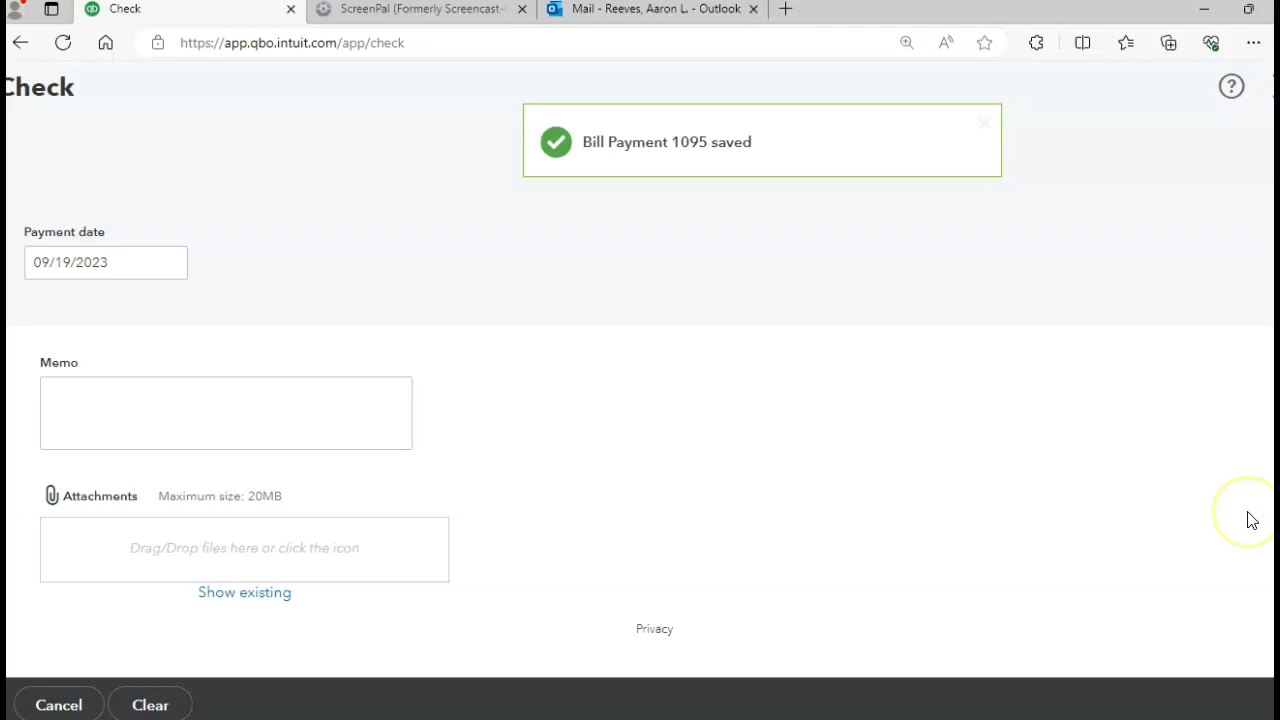 Check
ScreenPal (Formerly Screencast-
Mail - Reeves, Aaron L. - Outlook
https://app.qbo.intuit.com/app/check
Check
Bill Payment 1095 saved
Payment date
09/19/2023
Memo
Attachments Maximum size: 20MB
Drag/Drop files here or click the icon
Show existing
Privacy
Cancel
Clear